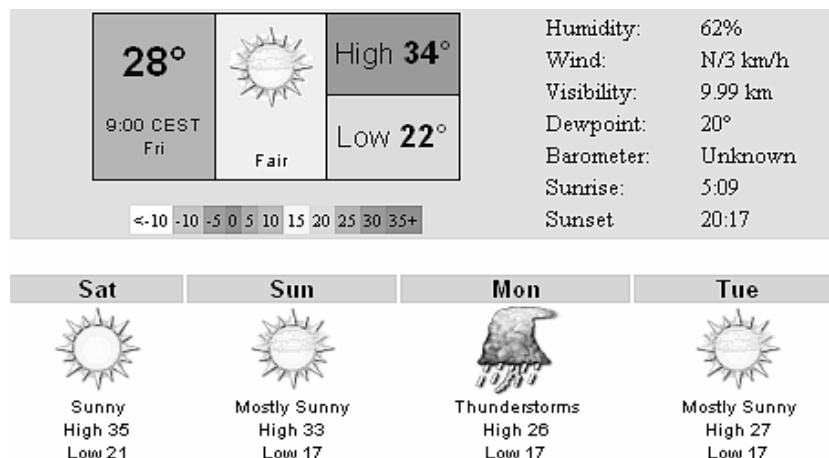 28°
9:00 CEST
Fri
Fair
High 34°
Low 22°
Humidity: 62%
Wind: N/3 km/h
Visibility: 9.99 km
Dewpoint: 20°
Barometer: Unknown
Sunrise: 5:09
Sunset 20:17
<-10 -10 -5 0 5 10 15 20 25 30 35+
Sat Sun Mon Tue
Sunny Mostly Sunny Thunderstorms Mostly Sunny
High 35 High 33 High 26 High 27
Low 21 Low 17 Low 17 Low 17